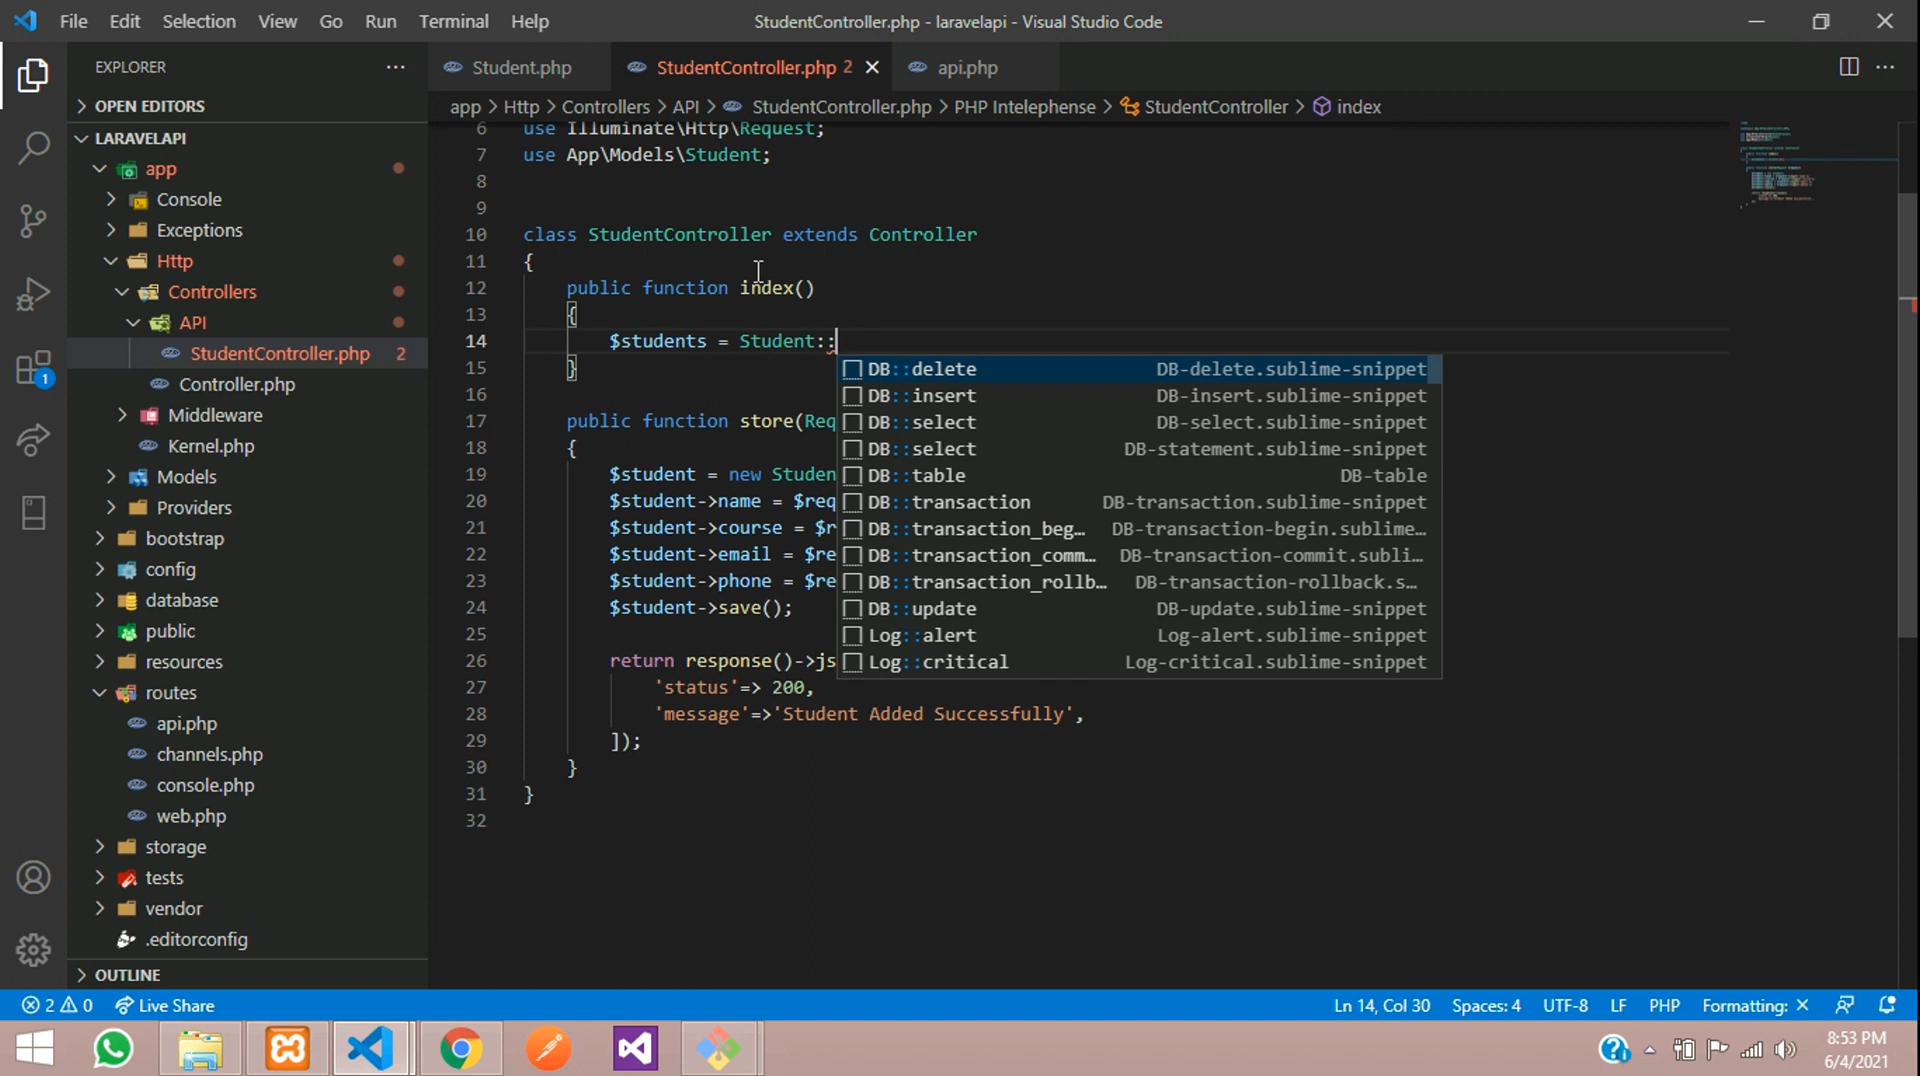 File Edit Selection View Go Run Terminal Help StudentController.php - laravelapi - Visual Studio Code
EXPLORER
OPEN EDITORS
LARAVELAPI
app
Console
Exceptions
Http
Controllers
API
StudentController.php 2
Controller.php
Middleware
Kernel.php
Models
Providers
bootstrap
config
database
public
resources
routes
api.php
channels.php
console.php
web.php
storage
tests
vendor
.editorconfig
OUTLINE
Student.php StudentController.php 2 api.php
app > Http > Controllers > API > StudentController.php > PHP Intelephense > StudentController > index
6 use Illuminate\Http\Request;
7 use App\Models\Student;
8
9
10 class StudentController extends Controller
11 {
12 public function index()
13 {
14 $students = Student::
15 }
16
17 public function store(Req
18 {
19 $student = new Studen
20 $student->name = $req
21 $student->course = $r
22 $student->email = $re
23 $student->phone = $re
24 $student->save();
25
26 return response()->js
27 'status'=> 200,
28 'message'=>'Student Added Successfully',
29 ]);
30 }
31 }
32
DB::delete DB-delete.sublime-snippet
DB::insert DB-insert.sublime-snippet
DB::select DB-select.sublime-snippet
DB::select DB-statement.sublime-snippet
DB::table DB-table
DB::transaction DB-transaction.sublime-snippet
DB::transaction_beg… DB-transaction-begin.sublime…
DB::transaction_comm… DB-transaction-commit.subli…
DB::transaction_rollb… DB-transaction-rollback.s…
DB::update DB-update.sublime-snippet
Log::alert Log-alert.sublime-snippet
Log::critical Log-critical.sublime-snippet
1
2 0 Live Share Ln 14, Col 30 Spaces: 4 UTF-8 LF PHP Formatting: ×
8:53 PM
6/4/2021